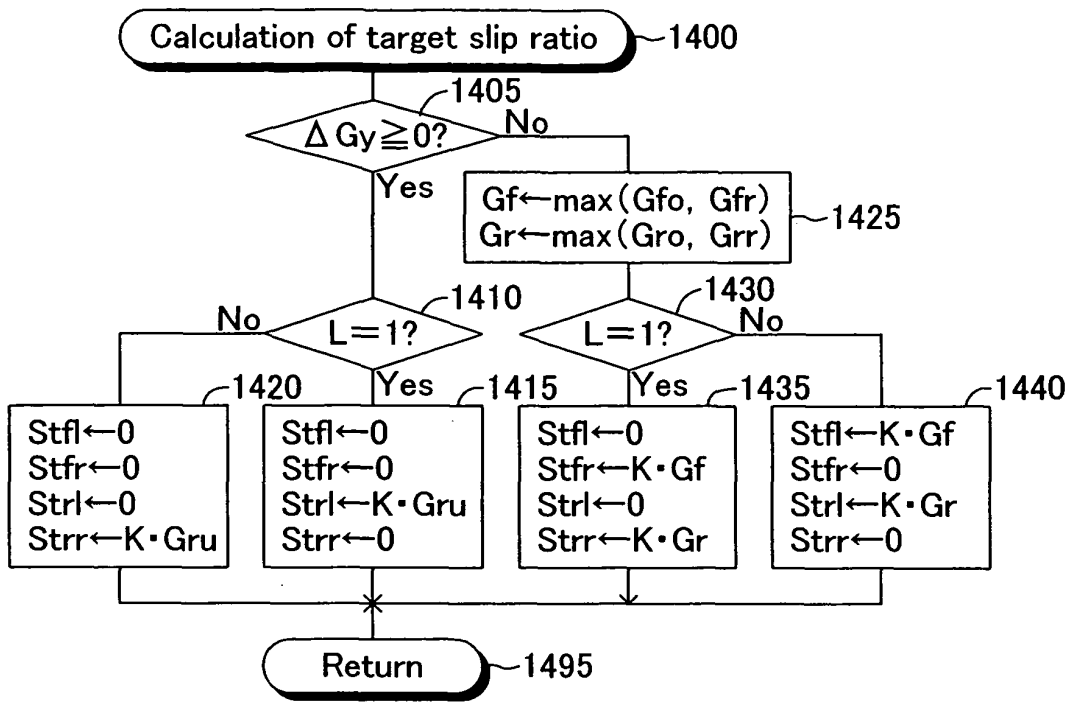 Calculation of target slip ratio
1400
1405
Δ Gy≧0?
No
Yes
Gf←max(Gfo, Gfr)
Gr←max(Gro, Grr)
1425
1410
L=1?
No
Yes
1430
L=1?
No
Yes
1420
Stfl←0
Stfr←0
Strl←0
Strr←K・Gru
1415
Stfl←0
Stfr←0
Strl←K・Gru
Strr←0
1435
Stfl←0
Stfr←K・Gf
Strl←0
Strr←K・Gr
1440
Stfl←K・Gf
Stfr←0
Strl←K・Gr
Strr←0
Return
1495